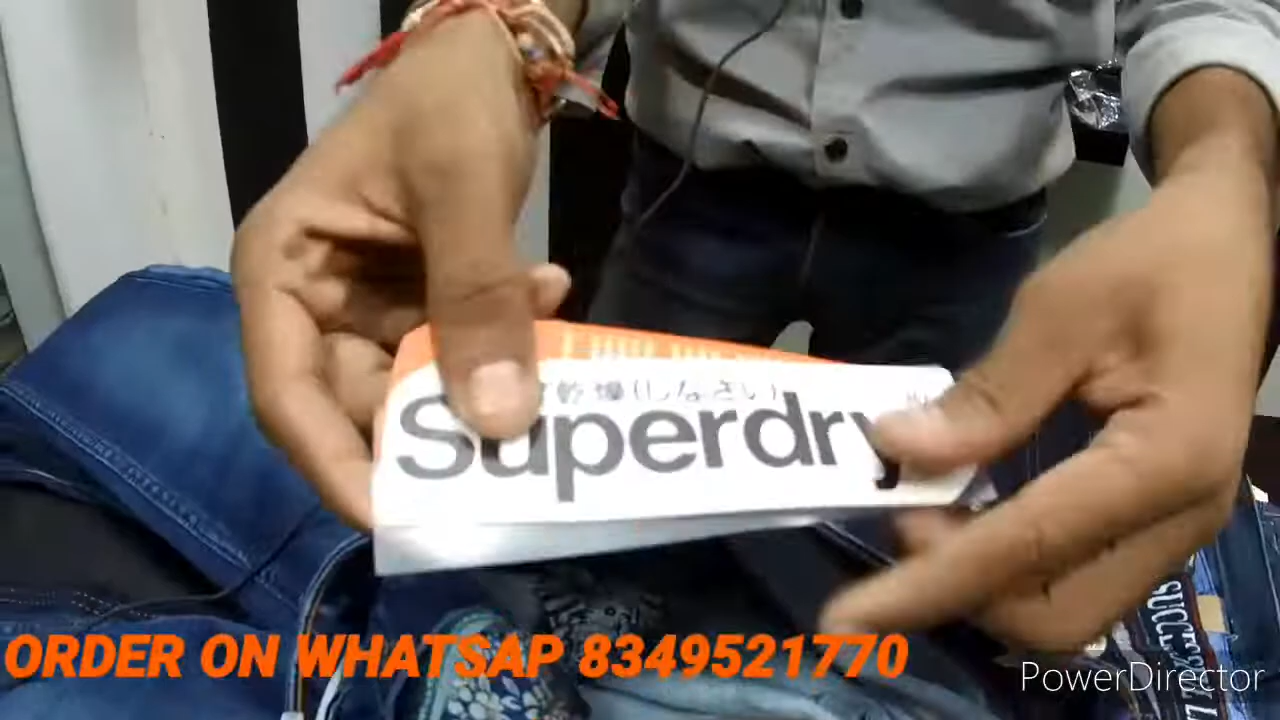 乾燥(しなさい)
Superdry
ORDER ON WHATSAP 8349521770
PowerDirector